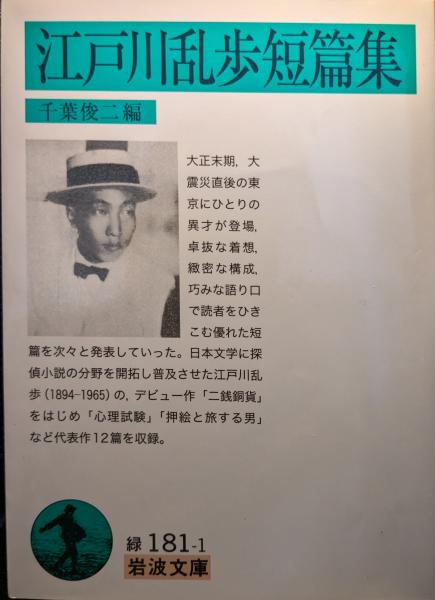 江戸川乱歩短篇集
千葉俊二編
大正末期，大
震災直後の東
京にひとりの
異才が登場，
卓抜な着想，
緻密な構成，
巧みな語り口
で読者をひき
こむ優れた短
篇を次々と発表していった。日本文学に探
偵小説の分野を開拓し普及させた江戸川乱
歩（1894-1965）の，デビュー作「二銭銅貨」
をはじめ「心理試験」「押絵と旅する男」
など代表作12篇を収録。
緑 181-1
岩波文庫